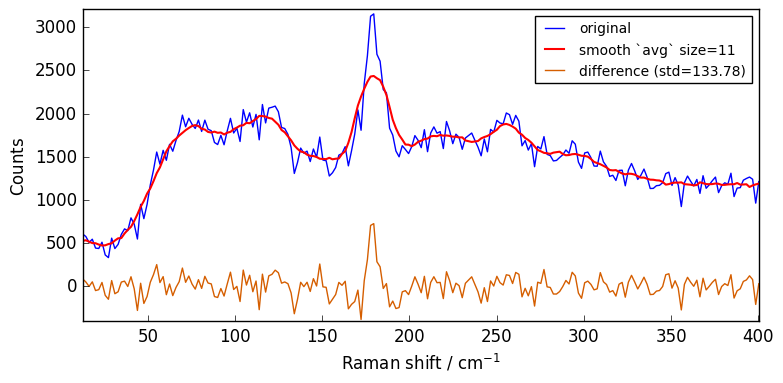 original
smooth `avg` size=11
difference (std=133.78)
3000
2500
2000
1500
1000
500
0
Counts
50 100 150 200 250 300 350 400
Raman shift / cm⁻¹